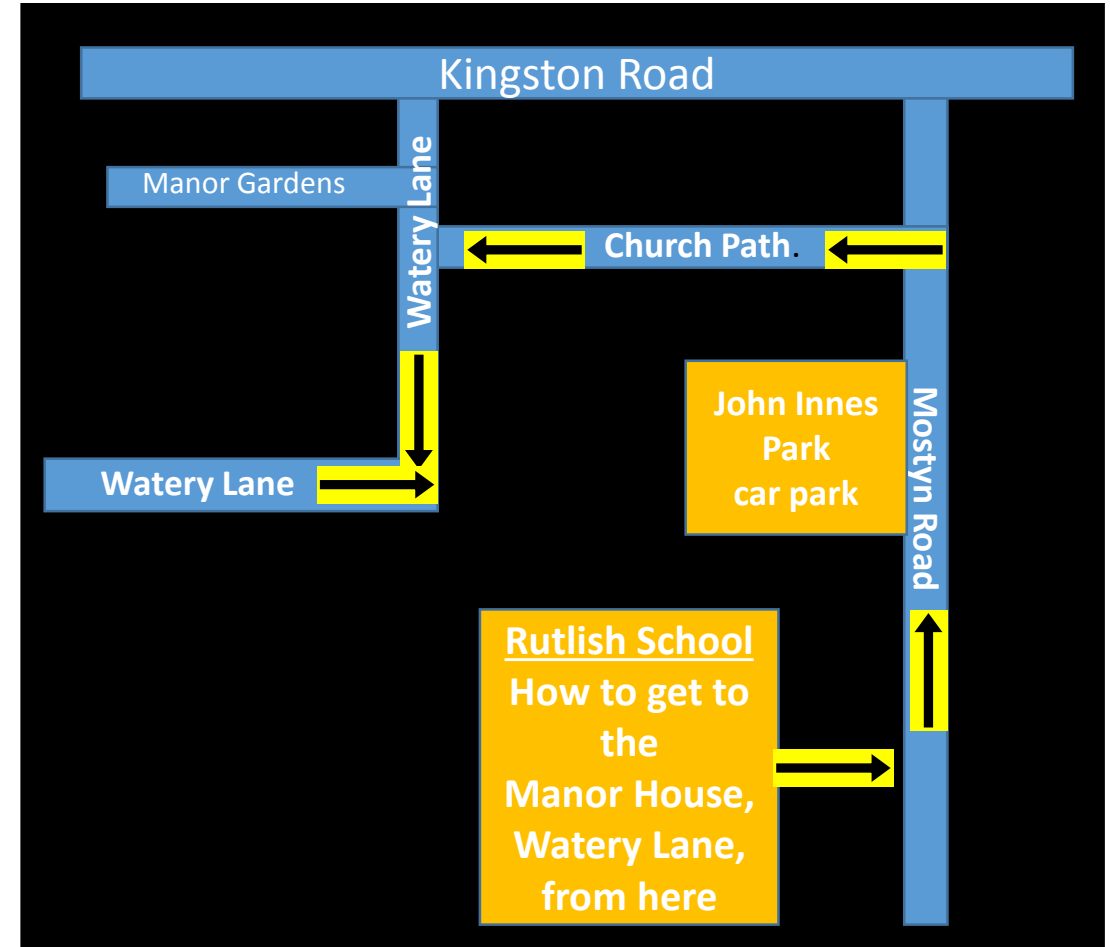 Kingston Road
Watery Lane
Manor Gardens
Church Path.
John Innes
Park
car park
Mostyn Road
Watery Lane
Rutlish School
How to get to
the
Manor House,
Watery Lane,
from here